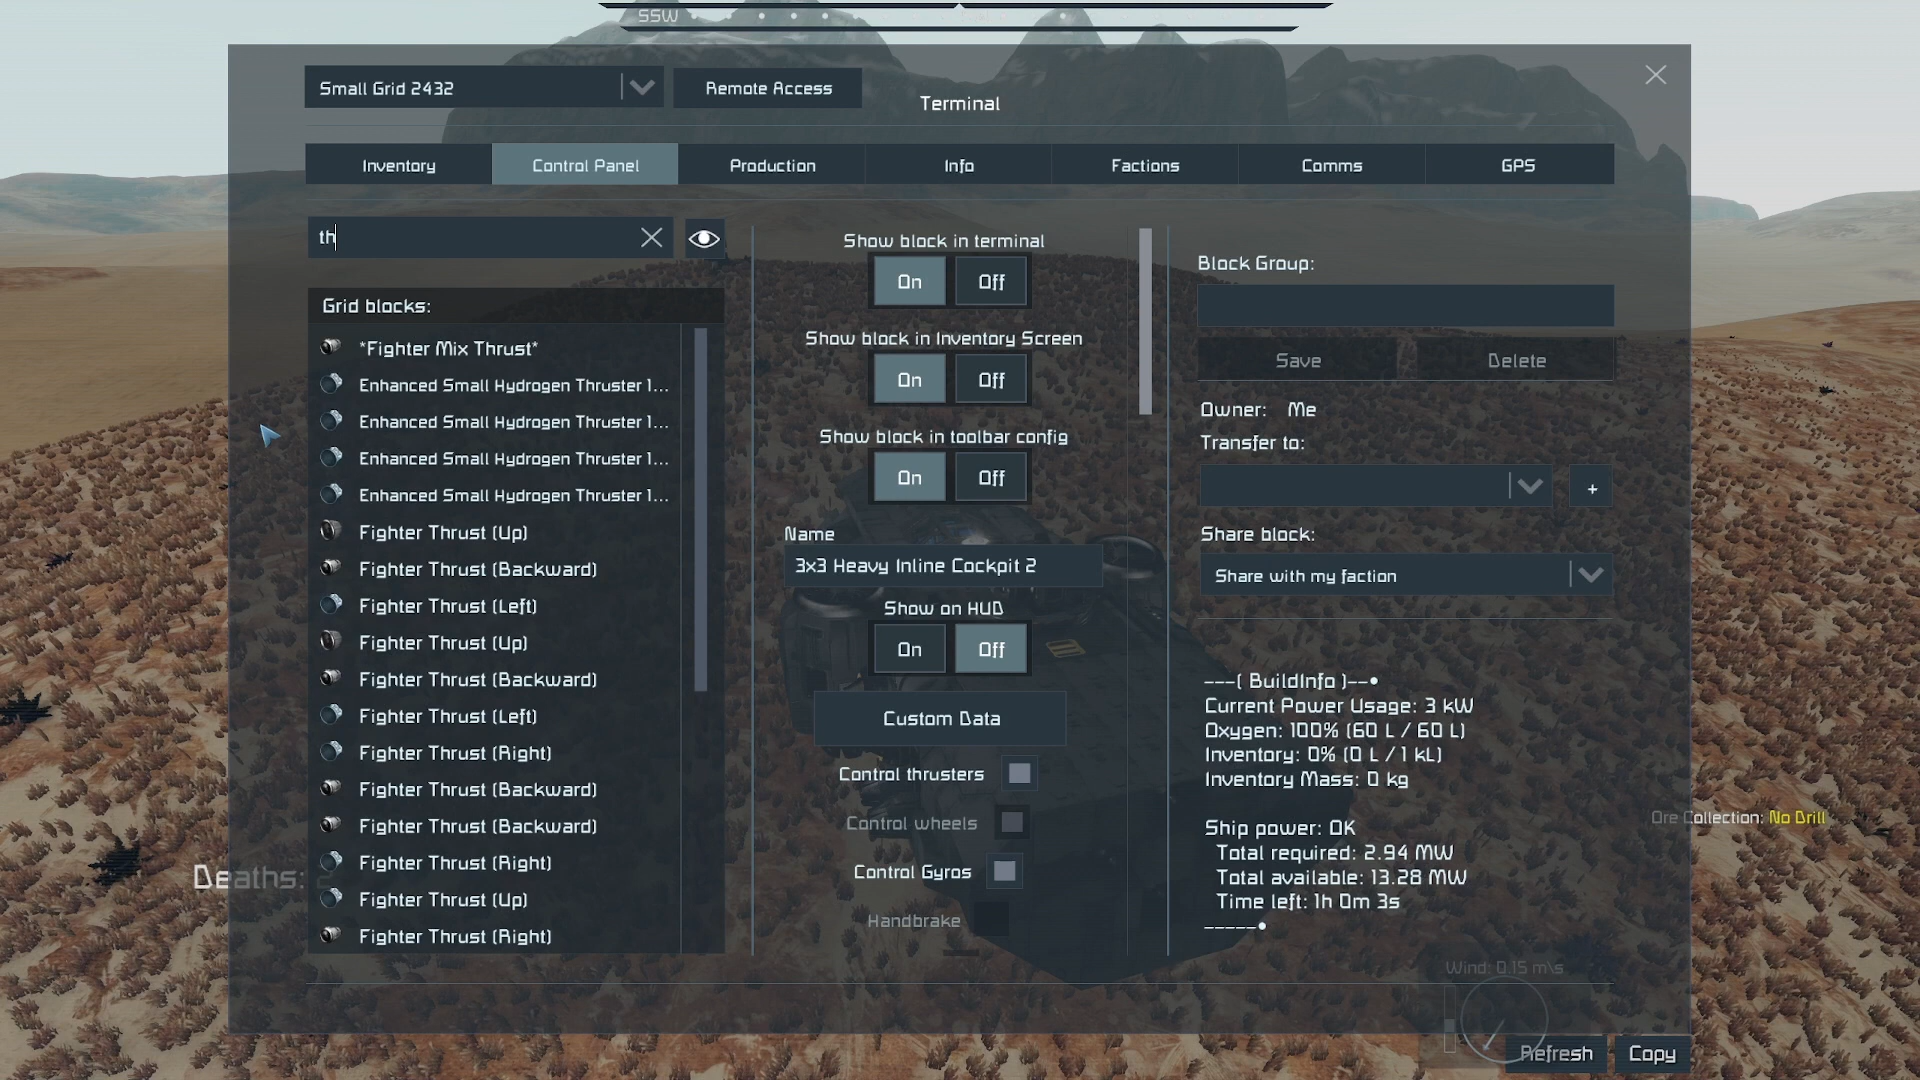 SSW
Small Grid 2432
Remote Access
Terminal
Inventory
Control Panel
Production
Info
Factions
Comms
GPS
th
Grid blocks:
*Fighter Mix Thrust*
Enhanced Small Hydrogen Thruster 1...
Enhanced Small Hydrogen Thruster 1...
Enhanced Small Hydrogen Thruster 1...
Enhanced Small Hydrogen Thruster 1...
Fighter Thrust (Up)
Fighter Thrust (Backward)
Fighter Thrust (Left)
Fighter Thrust (Up)
Fighter Thrust (Backward)
Fighter Thrust (Left)
Fighter Thrust (Right)
Fighter Thrust (Backward)
Fighter Thrust (Backward)
Fighter Thrust (Right)
Fighter Thrust (Up)
Fighter Thrust (Right)
Deaths:
Show block in terminal
On Off
Show block in Inventory Screen
On Off
Show block in toolbar config
On Off
Name
3x3 Heavy Inline Cockpit 2
Show on HUD
On Off
Custom Data
Control thrusters
Control wheels
Control Gyros
Handbrake
Block Group:
Save Delete
Owner: Me
Transfer to:
+
Share block:
Share with my faction
---( BuildInfo )--•
Current Power Usage: 3 kW
Oxygen: 100% (60 L / 60 L)
Inventory: 0% (0 L / 1 kL)
Inventory Mass: 0 kg
Ship power: OK
Total required: 2.94 MW
Total available: 13.28 MW
Time left: 1h 0m 3s
-----•
Ore Collection: No Drill
Wind: 0.15 m\s
Refresh
Copy